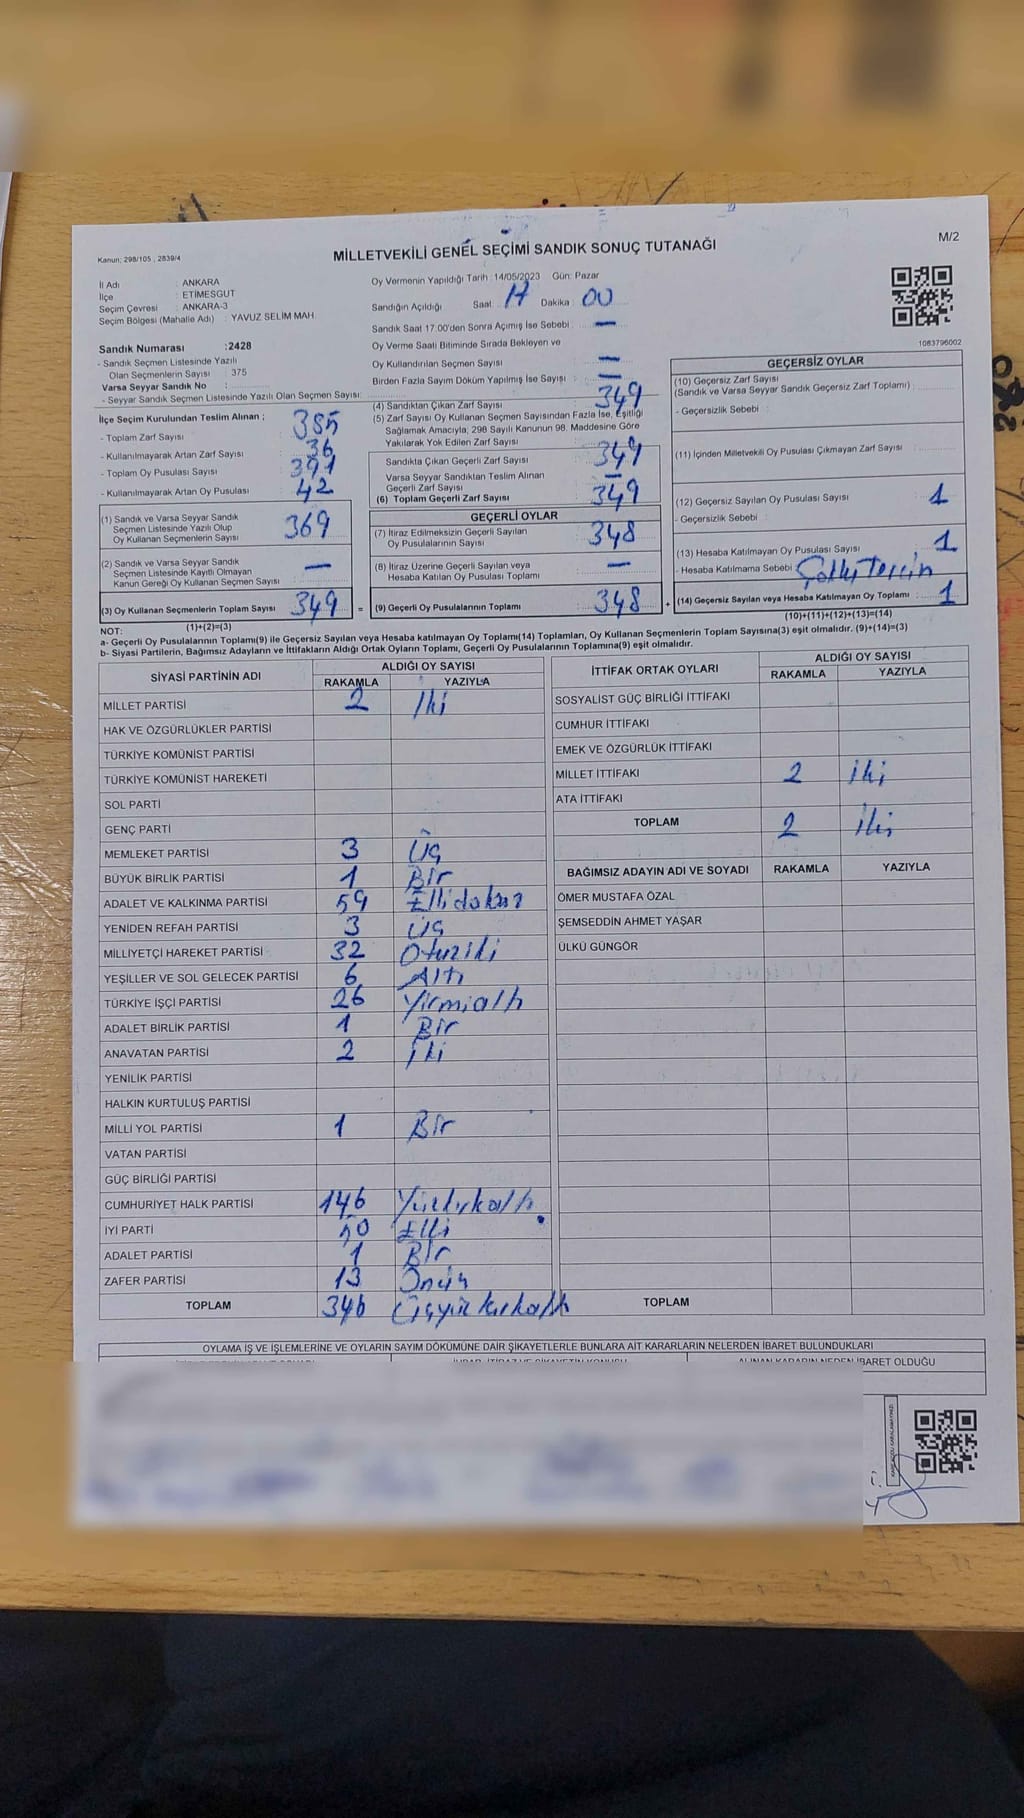 M/2
Kanun; 298/105 , 2839/4
MİLLETVEKİLİ GENEL SEÇİMİ SANDIK SONUÇ TUTANAĞI
İl Adı : ANKARA
İlçe : ETİMESGUT
Seçim Çevresi : ANKARA-3
Seçim Bölgesi (Mahalle Adı) : YAVUZ SELİM MAH.
Oy Vermenin Yapıldığı Tarih :14/05/2023 Gün: Pazar
Sandığın Açıldığı Saat: 17 Dakika : 00
Sandık Saat 17:00'den Sonra Açımış İse Sebebi : —
Oy Verme Saati Bitiminde Sırada Bekleyen ve
Oy Kullandırılan Seçmen Sayısı : —
Birden Fazla Sayım Döküm Yapılmış İse Sayısı : —
1083796002
Sandık Numarası :2428
- Sandık Seçmen Listesinde Yazılı
Olan Seçmenlerin Sayısı : 375
Varsa Seyyar Sandık No :
- Seyyar Sandık Seçmen Listesinde Yazılı Olan Seçmen Sayısı:
İlçe Seçim Kurulundan Teslim Alınan ;
- Toplam Zarf Sayısı 385
- Kullanılmayarak Artan Zarf Sayısı : 36
- Toplam Oy Pusulası Sayısı 391
- Kullanılmayarak Artan Oy Pusulası : 42
(1) Sandık ve Varsa Seyyar Sandık
Seçmen Listesinde Yazılı Olup
Oy Kullanan Seçmenlerin Sayısı 369
(2) Sandık ve Varsa Seyyar Sandık
Seçmen Listesinde Kayıtlı Olmayan
Kanun Gereği Oy Kullanan Seçmen Sayısı : —
(3) Oy Kullanan Seçmenlerin Toplam Sayısı 349 =
(1)+(2)=(3)
(4) Sandıktan Çıkan Zarf Sayısı : 349
(5) Zarf Sayısı Oy Kullanan Seçmen Sayısından Fazla İse, Eşitliği
Sağlamak Amacıyla; 298 Sayılı Kanunun 98. Maddesine Göre
Yakılarak Yok Edilen Zarf Sayısı :
Sandıkta Çıkan Geçerli Zarf Sayısı 349
Varsa Seyyar Sandıktan Teslim Alınan
Geçerli Zarf Sayısı : —
(6) Toplam Geçerli Zarf Sayısı 349
GEÇERLİ OYLAR
(7) İtiraz Edilmeksizin Geçerli Sayılan
Oy Pusulalarının Sayısı : 348
(8) İtiraz Üzerine Geçerli Sayılan veya
Hesaba Katılan Oy Pusulası Toplamı : —
(9) Geçerli Oy Pusulalarının Toplamı : 348 +
GEÇERSİZ OYLAR
(10) Geçersiz Zarf Sayısı
(Sandık ve Varsa Seyyar Sandık Geçersiz Zarf Toplamı) :
- Geçersizlik Sebebi :
(11) İçinden Milletvekili Oy Pusulası Çıkmayan Zarf Sayısı :
(12) Geçersiz Sayılan Oy Pusulası Sayısı : 1
- Geçersizlik Sebebi :
(13) Hesaba Katılmayan Oy Pusulası Sayısı : 1
- Hesaba Katılmama Sebebi :
(14) Geçersiz Sayılan veya Hesaba Katılmayan Oy Toplamı : 1
(10)+(11)+(12)+(13)=(14)
NOT:
a- Geçerli Oy Pusulalarının Toplamı(9) ile Geçersiz Sayılan veya Hesaba katılmayan Oy Toplamı(14) Toplamları, Oy Kullanan Seçmenlerin Toplam Sayısına(3) eşit olmalıdır. (9)+(14)=(3)
b- Siyasi Partilerin, Bağımsız Adayların ve İttifakların Aldığı Ortak Oyların Toplamı, Geçerli Oy Pusulalarının Toplamına(9) eşit olmalıdır.
SİYASİ PARTİNİN ADI ALDIĞI OY SAYISI
RAKAMLA YAZIYLA
MİLLET PARTİSİ 2 İki
HAK VE ÖZGÜRLÜKLER PARTİSİ
TÜRKİYE KOMÜNİST PARTİSİ
TÜRKİYE KOMÜNİST HAREKETİ
SOL PARTİ
GENÇ PARTİ
MEMLEKET PARTİSİ 3 Üç
BÜYÜK BİRLİK PARTİSİ 1 Bir
ADALET VE KALKINMA PARTİSİ 59 Ellidokuz
YENİDEN REFAH PARTİSİ 3 Üç
MİLLİYETÇİ HAREKET PARTİSİ 32 Otuziki
YEŞİLLER VE SOL GELECEK PARTİSİ 6 Altı
TÜRKİYE İŞÇİ PARTİSİ 26 Yirmialtı
ADALET BİRLİK PARTİSİ 1 Bir
ANAVATAN PARTİSİ 2 İki
YENİLİK PARTİSİ
HALKIN KURTULUŞ PARTİSİ
MİLLİ YOL PARTİSİ 1 Bir
VATAN PARTİSİ
GÜÇ BİRLİĞİ PARTİSİ
CUMHURİYET HALK PARTİSİ 146 Yüzkırkaltı
İYİ PARTİ 50 Elli
ADALET PARTİSİ 1 Bir
ZAFER PARTİSİ 13 Onüç
TOPLAM 346 Üçyüzkırkaltı
İTTİFAK ORTAK OYLARI ALDIĞI OY SAYISI
RAKAMLA YAZIYLA
SOSYALİST GÜÇ BİRLİĞİ İTTİFAKI
CUMHUR İTTİFAKI
EMEK VE ÖZGÜRLÜK İTTİFAKI
MİLLET İTTİFAKI 2 iki
ATA İTTİFAKI
TOPLAM 2 İki
BAĞIMSIZ ADAYIN ADI VE SOYADI RAKAMLA YAZIYLA
ÖMER MUSTAFA ÖZAL
ŞEMSEDDİN AHMET YAŞAR
ÜLKÜ GÜNGÖR
TOPLAM
OYLAMA İŞ VE İŞLEMLERİNE VE OYLARIN SAYIM DÖKÜMÜNE DAİR ŞİKAYETLERLE BUNLARA AİT KARARLARIN NELERDEN İBARET BULUNDUKLARI
ALINAN KARARIN NEDEN İBARET OLDUĞU